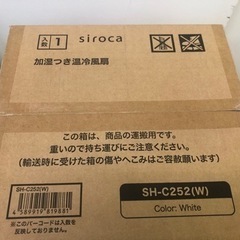 入数 1
siroca
加湿つき温冷風扇
この箱は、商品の運搬用です。
重いので持ち運びにご注意ください。
(輸送時に受けた箱の傷やへこみはご容赦願います)
SH-C252(W)
4 589919 819881
※このバーコードは入数を
反映しておりません。
SH-C252(W)
Color: White